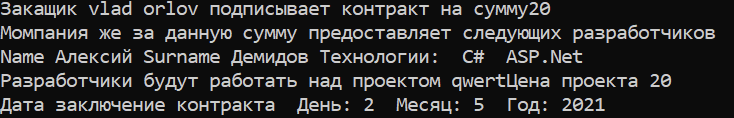 Закащик vlad orlov подписывает контракт на сумму20
Мompания же за данную сумму предоставляет следующих разработчиков
Name Алексий Surname Демидов Технологии:  C#  ASP.Net
Разработчики будут работать над проектом qwertЦена проекта 20
Дата заключение контракта  День: 2  Месяц: 5  Год: 2021